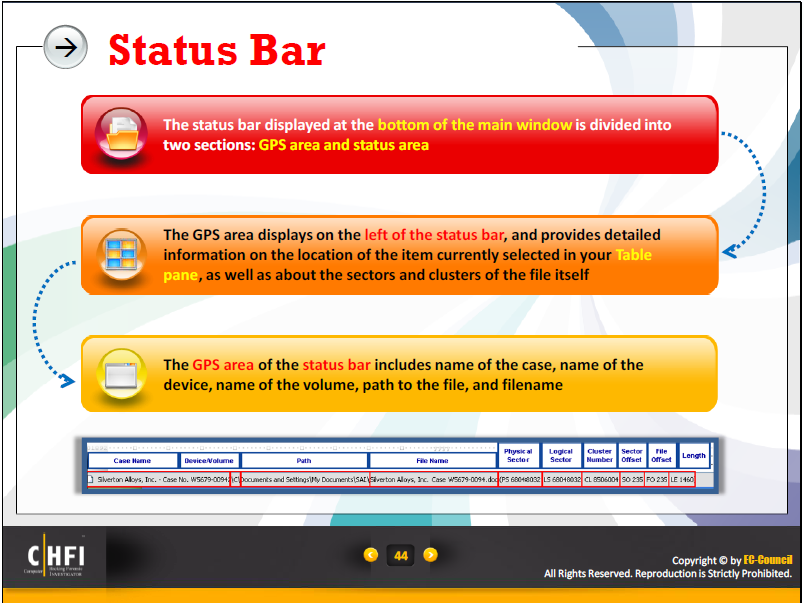 Status Bar
The status bar displayed at the bottom of the main window is divided into
two sections: GPS area and status area
The GPS area displays on the left of the status bar, and provides detailed
information on the location of the item currently selected in your Table
pane, as well as about the sectors and clusters of the file itself
The GPS area of the status bar includes name of the case, name of the
device, name of the volume, path to the file, and filename
Case Name Device/Volume Path File Name Physical Sector Logical Sector Cluster Number Sector Offset File Offset Length
Silverton Alloys, Inc. - Case No. W5679-0094\C\Documents and Settings\My Documents\SAI\Silverton Alloys, Inc. Case W5679-0094.doc (PS 68048032 LS 68048032 CL 8506004 SO 235 FO 235 LE 1460
CHFI
Computer Hacking Forensic
INVESTIGATOR
44
Copyright © by EC-Council
All Rights Reserved. Reproduction is Strictly Prohibited.